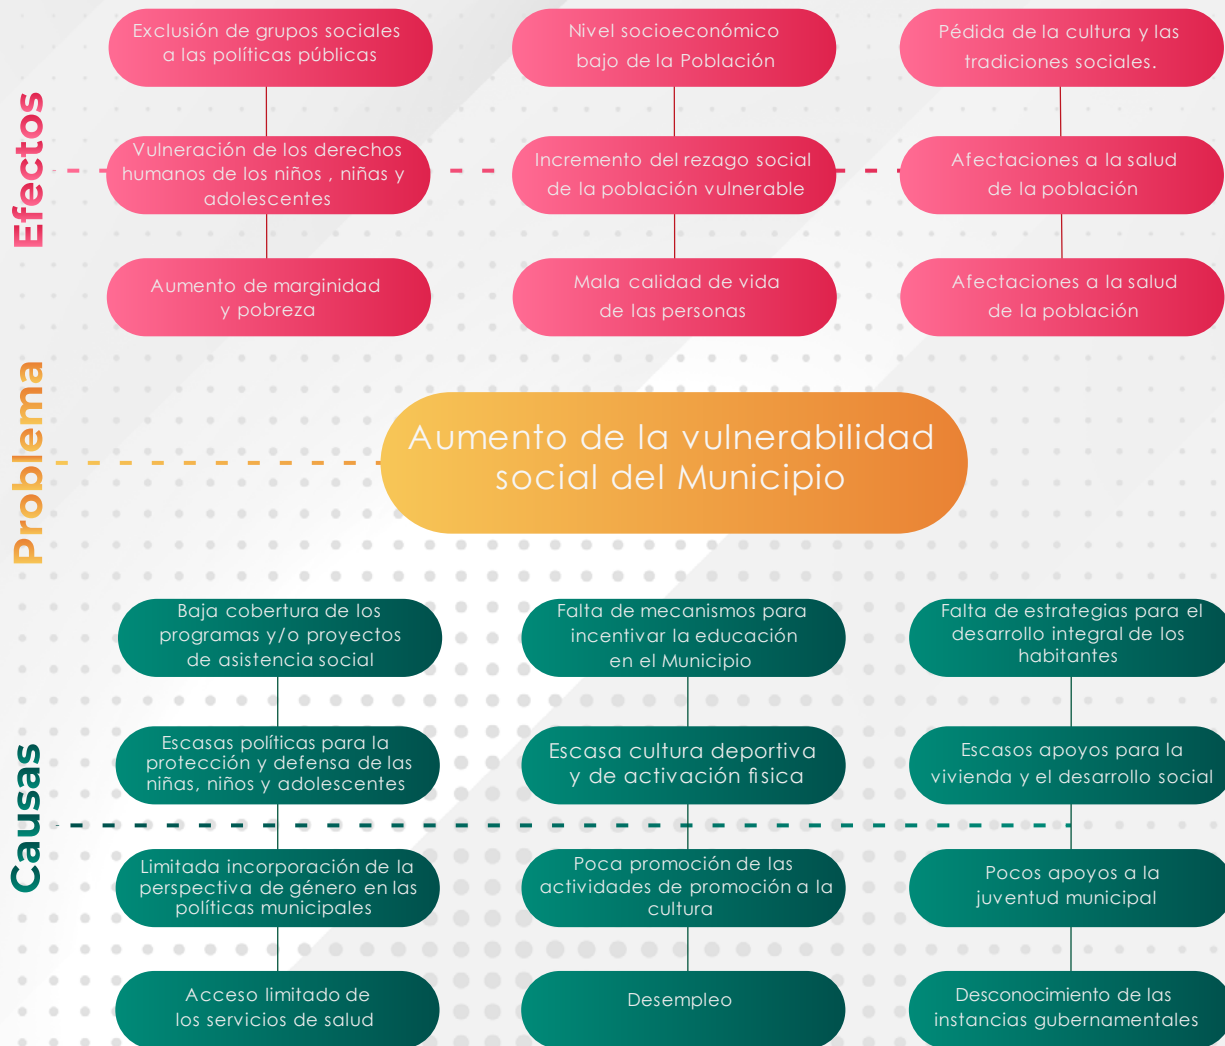 Efectos
Exclusión de grupos sociales
a las políticas públicas
Nivel socioeconómico
bajo de la Población
Pédida de la cultura y las
tradiciones sociales.
Vulneración de los derechos
humanos de los niños , niñas y
adolescentes
Incremento del rezago social
de la población vulnerable
Afectaciones a la salud
de la población
Aumento de marginidad
y pobreza
Mala calidad de vida
de las personas
Afectaciones a la salud
de la población
Problema
Aumento de la vulnerabilidad
social del Municipio
Causas
Baja cobertura de los
programas y/o proyectos
de asistencia social
Falta de mecanismos para
incentivar la educación
en el Municipio
Falta de estrategias para el
desarrollo integral de los
habitantes
Escasas políticas para la
protección y defensa de las
niñas, niños y adolescentes
Escasa cultura deportiva
y de activación fisica
Escasos apoyos para la
vivienda y el desarrollo social
Limitada incorporación de la
perspectiva de género en las
políticas municipales
Poca promoción de las
actividades de promoción a la
cultura
Pocos apoyos a la
juventud municipal
Acceso limitado de
los servicios de salud
Desempleo
Desconocimiento de las
instancias gubernamentales